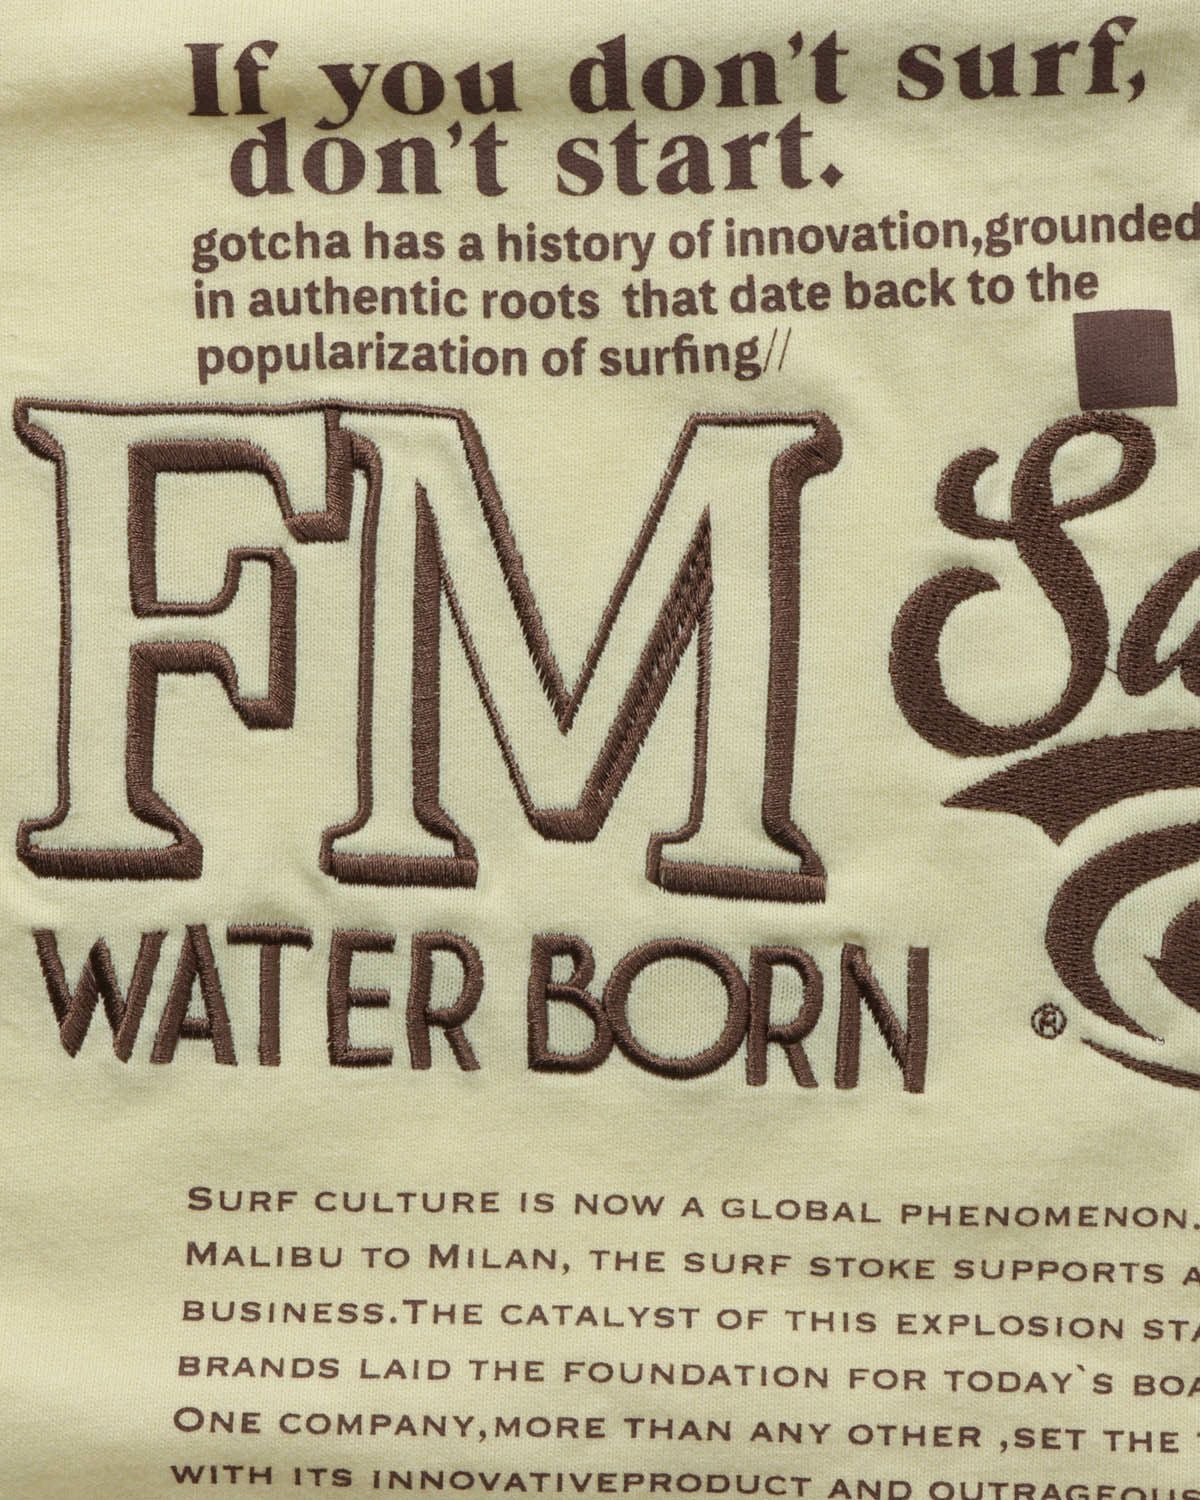 If you don't surf,
don't start.
gotcha has a history of innovation,grounded
in authentic roots that date back to the
popularization of surfing//
FM
WATER BORN
®
SURF CULTURE IS NOW A GLOBAL PHENOMENON.
MALIBU TO MILAN, THE SURF STOKE SUPPORTS A
BUSINESS.THE CATALYST OF THIS EXPLOSION
BRANDS LAID THE FOUNDATION FOR TODAY`S
ONE COMPANY,MORE THAN ANY OTHER ,SET THE
WITH ITS INNOVATIVEPRODUCT AND OUTRAGEOUS